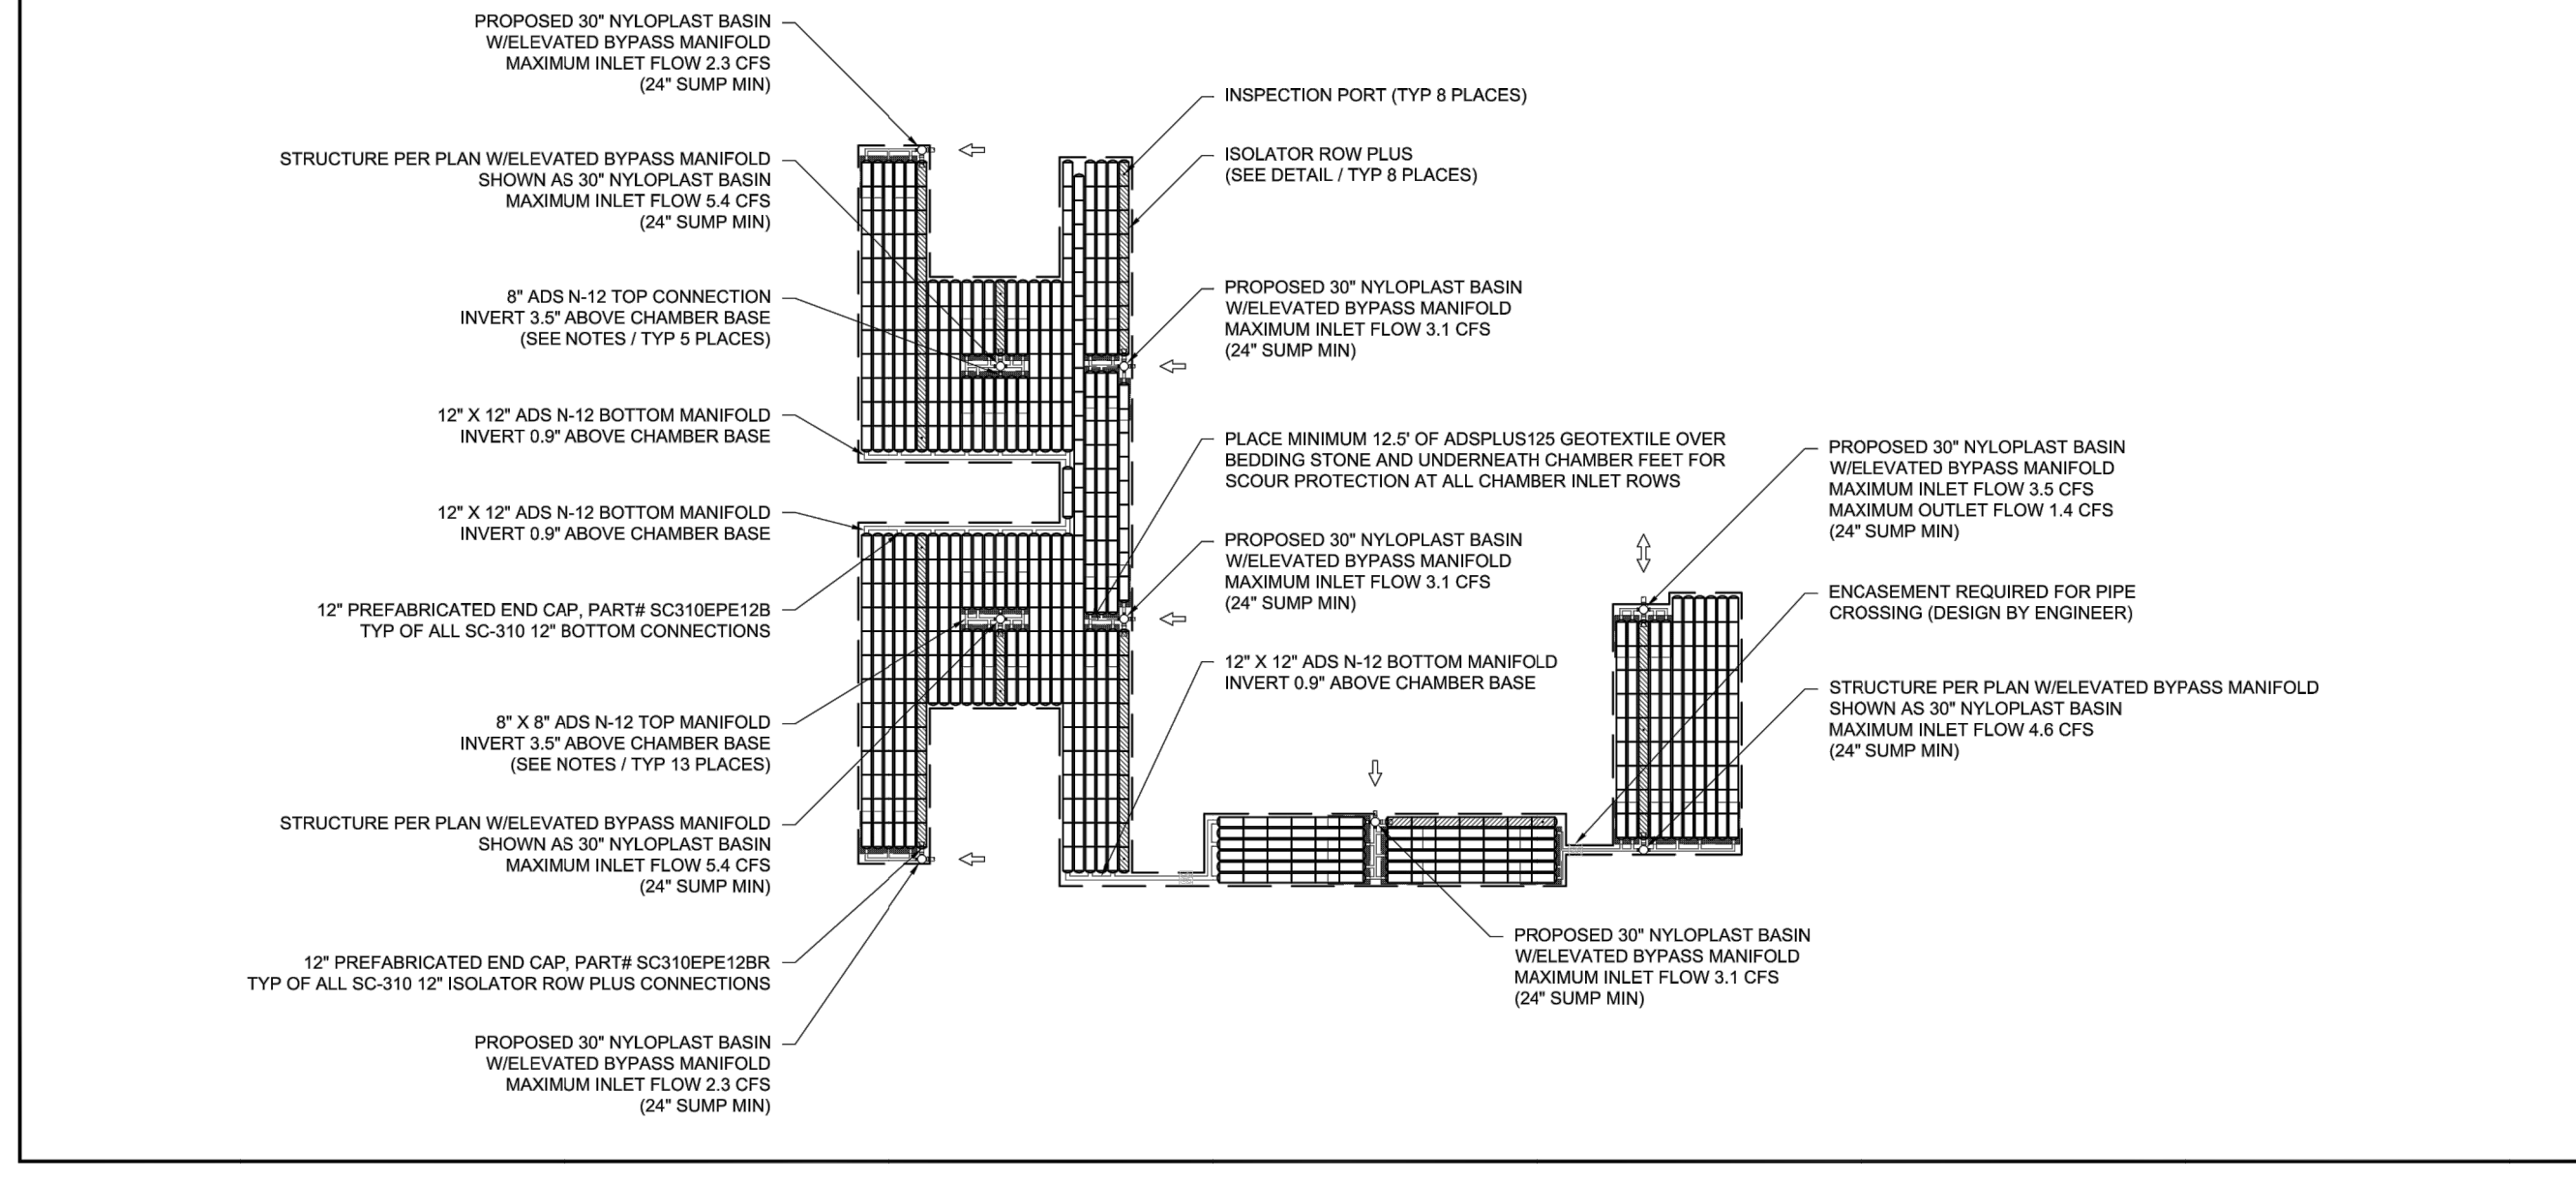 PROPOSED 30" NYLOPLAST BASIN
W/ELEVATED BYPASS MANIFOLD
MAXIMUM INLET FLOW 2.3 CFS
(24" SUMP MIN)
STRUCTURE PER PLAN W/ELEVATED BYPASS MANIFOLD
SHOWN AS 30" NYLOPLAST BASIN
MAXIMUM INLET FLOW 5.4 CFS
(24" SUMP MIN)
8" ADS N-12 TOP CONNECTION
INVERT 3.5" ABOVE CHAMBER BASE
(SEE NOTES / TYP 5 PLACES)
12" X 12" ADS N-12 BOTTOM MANIFOLD
INVERT 0.9" ABOVE CHAMBER BASE
12" X 12" ADS N-12 BOTTOM MANIFOLD
INVERT 0.9" ABOVE CHAMBER BASE
12" PREFABRICATED END CAP, PART# SC310EPE12B
TYP OF ALL SC-310 12" BOTTOM CONNECTIONS
8" X 8" ADS N-12 TOP MANIFOLD
INVERT 3.5" ABOVE CHAMBER BASE
(SEE NOTES / TYP 13 PLACES)
STRUCTURE PER PLAN W/ELEVATED BYPASS MANIFOLD
SHOWN AS 30" NYLOPLAST BASIN
MAXIMUM INLET FLOW 5.4 CFS
(24" SUMP MIN)
12" PREFABRICATED END CAP, PART# SC310EPE12BR
TYP OF ALL SC-310 12" ISOLATOR ROW PLUS CONNECTIONS
PROPOSED 30" NYLOPLAST BASIN
W/ELEVATED BYPASS MANIFOLD
MAXIMUM INLET FLOW 2.3 CFS
(24" SUMP MIN)
INSPECTION PORT (TYP 8 PLACES)
ISOLATOR ROW PLUS
(SEE DETAIL / TYP 8 PLACES)
PROPOSED 30" NYLOPLAST BASIN
W/ELEVATED BYPASS MANIFOLD
MAXIMUM INLET FLOW 3.1 CFS
(24" SUMP MIN)
PLACE MINIMUM 12.5' OF ADSPLUS125 GEOTEXTILE OVER
BEDDING STONE AND UNDERNEATH CHAMBER FEET FOR
SCOUR PROTECTION AT ALL CHAMBER INLET ROWS
PROPOSED 30" NYLOPLAST BASIN
W/ELEVATED BYPASS MANIFOLD
MAXIMUM INLET FLOW 3.1 CFS
(24" SUMP MIN)
12" X 12" ADS N-12 BOTTOM MANIFOLD
INVERT 0.9" ABOVE CHAMBER BASE
PROPOSED 30" NYLOPLAST BASIN
W/ELEVATED BYPASS MANIFOLD
MAXIMUM INLET FLOW 3.1 CFS
(24" SUMP MIN)
PROPOSED 30" NYLOPLAST BASIN
W/ELEVATED BYPASS MANIFOLD
MAXIMUM INLET FLOW 3.5 CFS
MAXIMUM OUTLET FLOW 1.4 CFS
(24" SUMP MIN)
ENCASEMENT REQUIRED FOR PIPE
CROSSING (DESIGN BY ENGINEER)
STRUCTURE PER PLAN W/ELEVATED BYPASS MANIFOLD
SHOWN AS 30" NYLOPLAST BASIN
MAXIMUM INLET FLOW 4.6 CFS
(24" SUMP MIN)